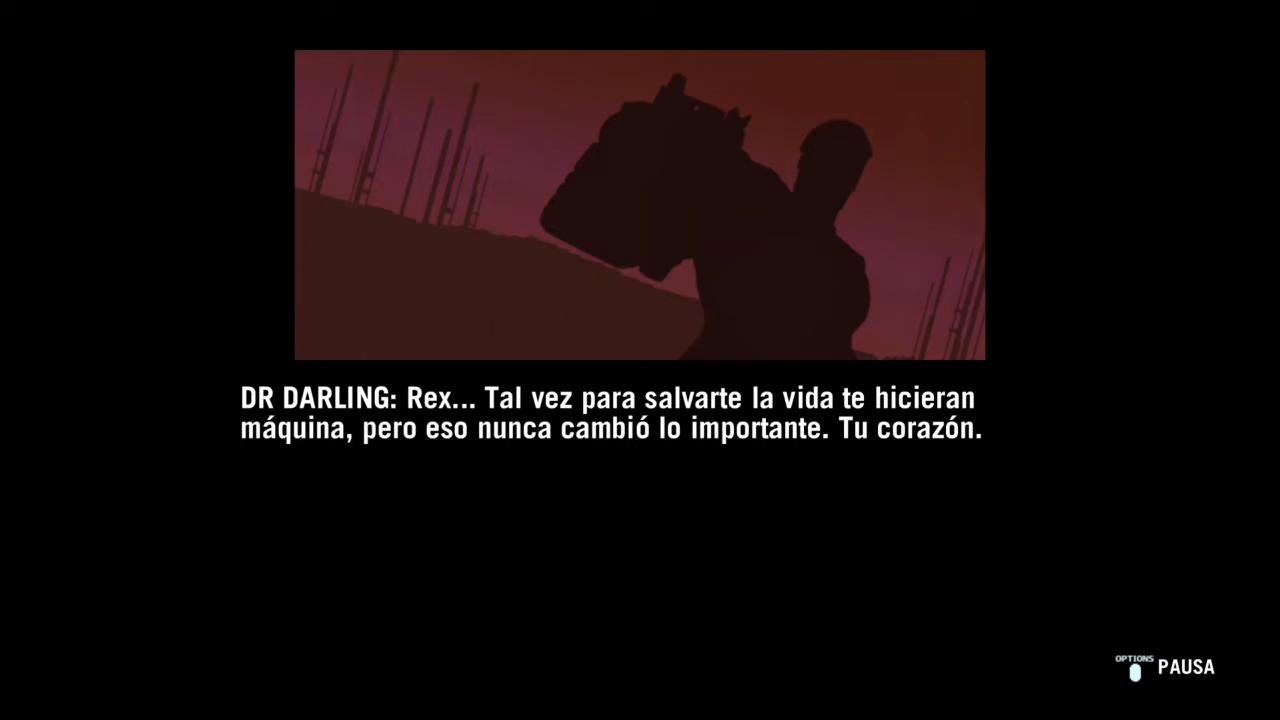 DR DARLING: Rex... Tal vez para salvarte la vida te hicieran
máquina, pero eso nunca cambió lo importante. Tu corazón.
OPTIONS
PAUSA